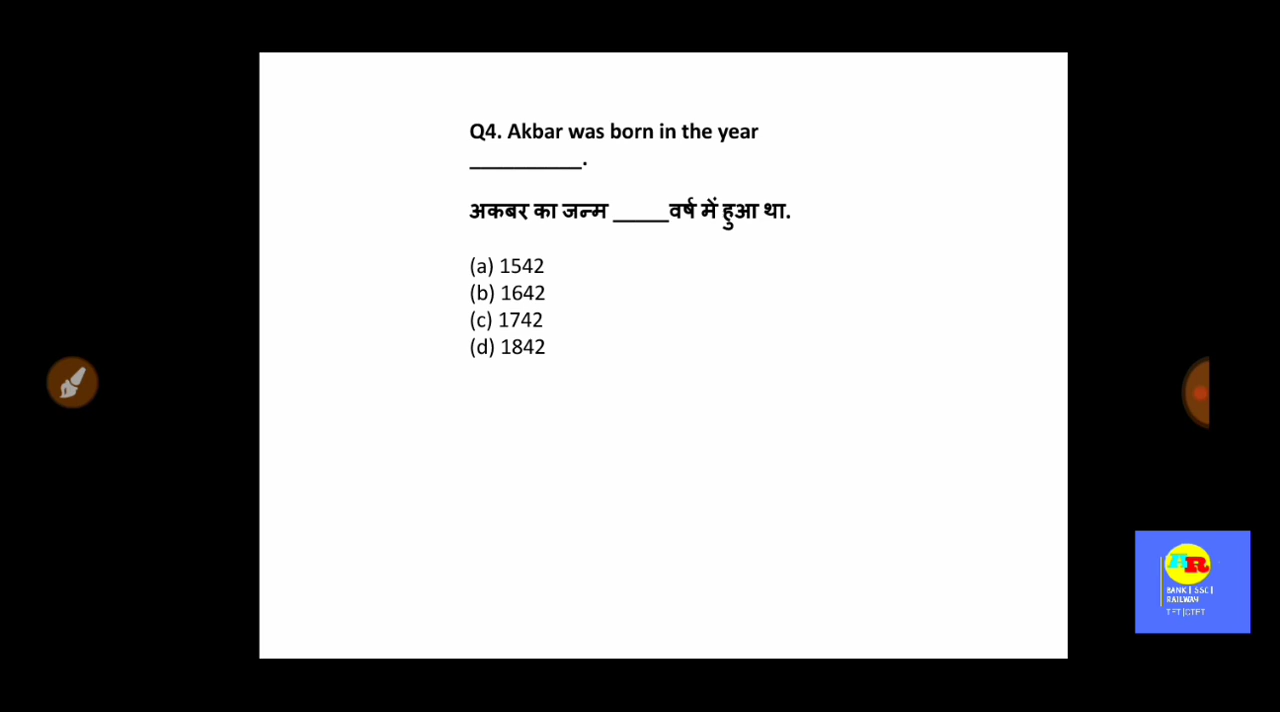 Q4. Akbar was born in the year
__________.
अकबर का जन्म _____वर्ष में हुआ था.
(a) 1542
(b) 1642
(c) 1742
(d) 1842
AR
BANK | SSC |
RAILWAY
TET |CTET